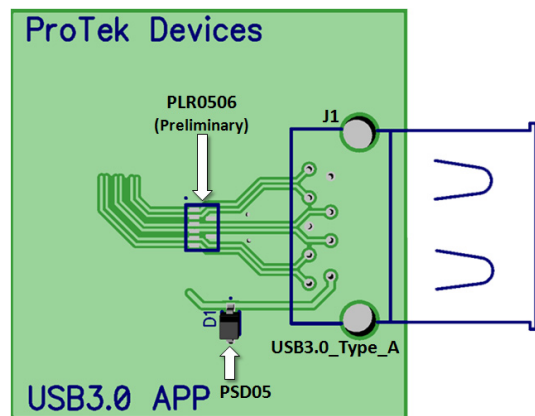 ProTek Devices
PLR0506
(Preliminary)
J1
D1
USB3.0_Type_A
PSD05
USB3.0 APP